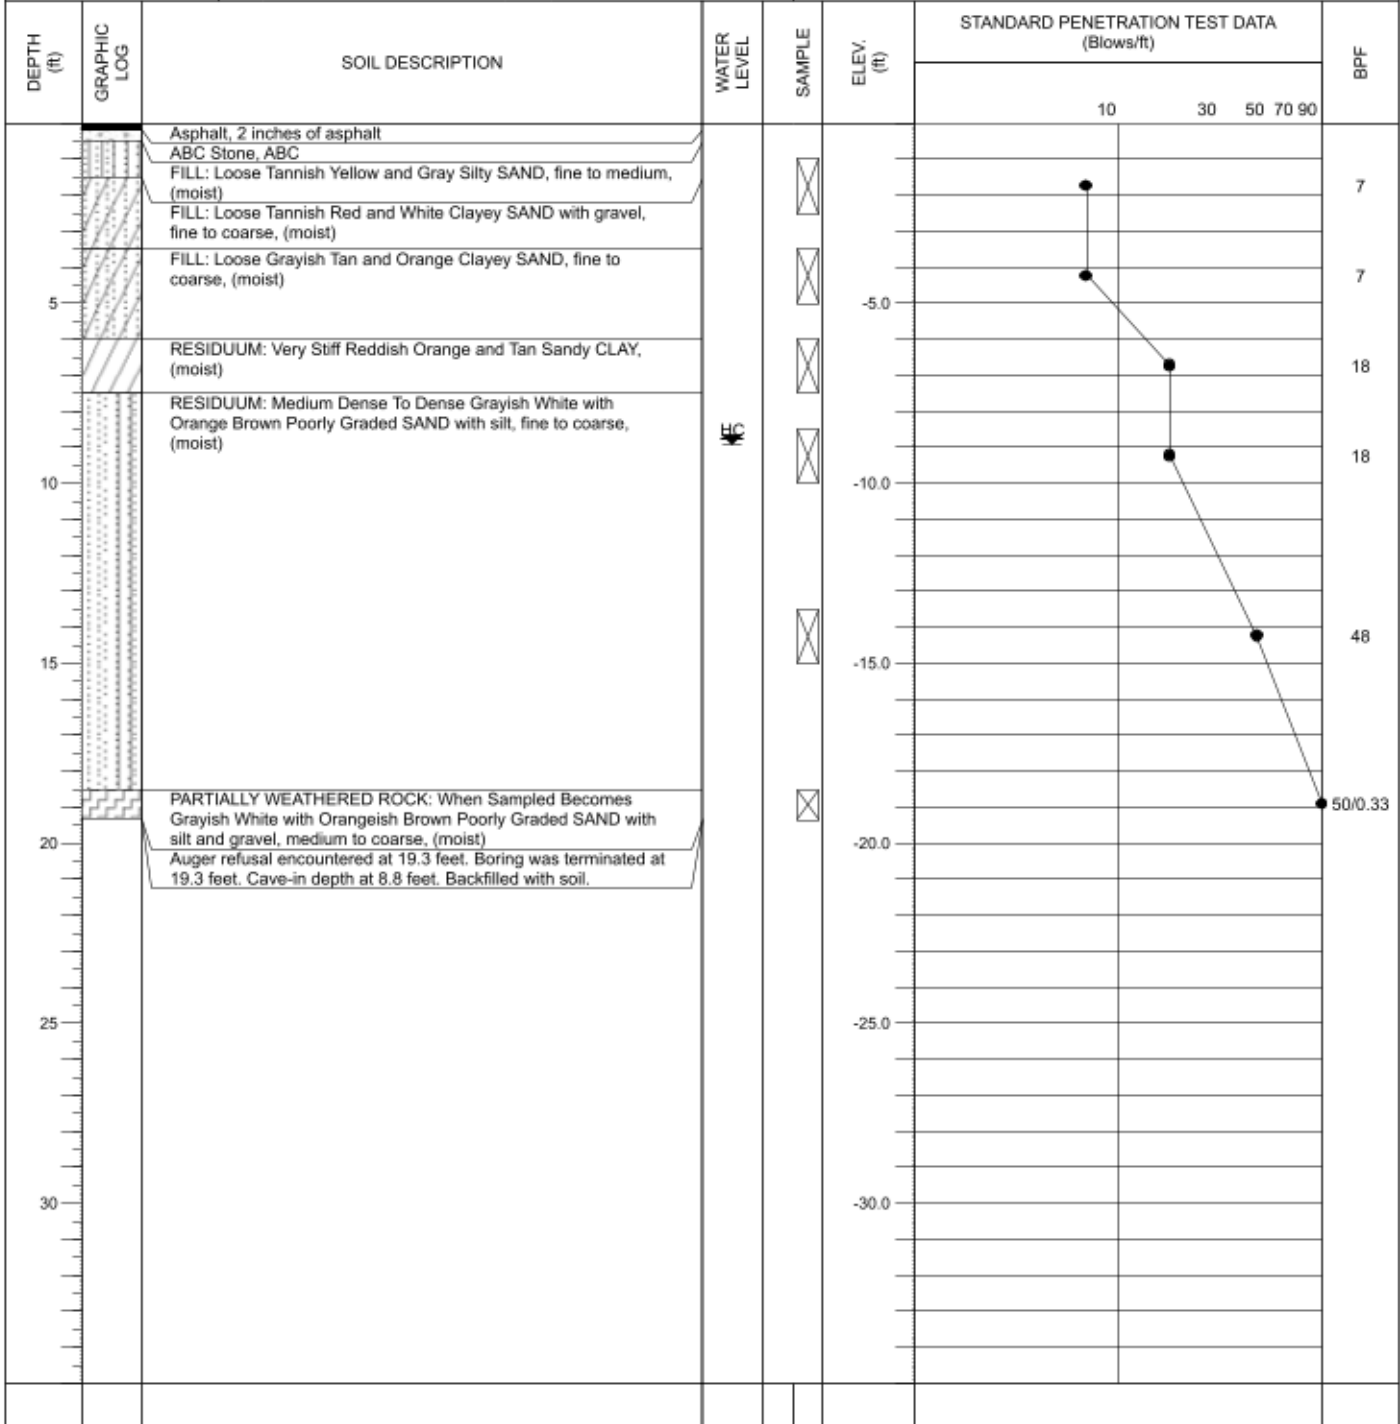 DEPTH
(ft)
GRAPHIC
LOG
SOIL DESCRIPTION
WATER
LEVEL
SAMPLE
ELEV.
(ft)
STANDARD PENETRATION TEST DATA
(Blows/ft)
BPF
10 30 50 70 90
Asphalt, 2 inches of asphalt
ABC Stone, ABC
FILL: Loose Tannish Yellow and Gray Silty SAND, fine to medium,
(moist)
7
FILL: Loose Tannish Red and White Clayey SAND with gravel,
fine to coarse, (moist)
FILL: Loose Grayish Tan and Orange Clayey SAND, fine to
coarse, (moist)
7
5 -5.0
RESIDUUM: Very Stiff Reddish Orange and Tan Sandy CLAY,
(moist)
18
RESIDUUM: Medium Dense To Dense Grayish White with
Orange Brown Poorly Graded SAND with silt, fine to coarse,
(moist)
HC
18
10 -10.0
48
15 -15.0
PARTIALLY WEATHERED ROCK: When Sampled Becomes
Grayish White with Orangeish Brown Poorly Graded SAND with
silt and gravel, medium to coarse, (moist)
50/0.33
20 -20.0
Auger refusal encountered at 19.3 feet. Boring was terminated at
19.3 feet. Cave-in depth at 8.8 feet. Backfilled with soil.
25 -25.0
30 -30.0